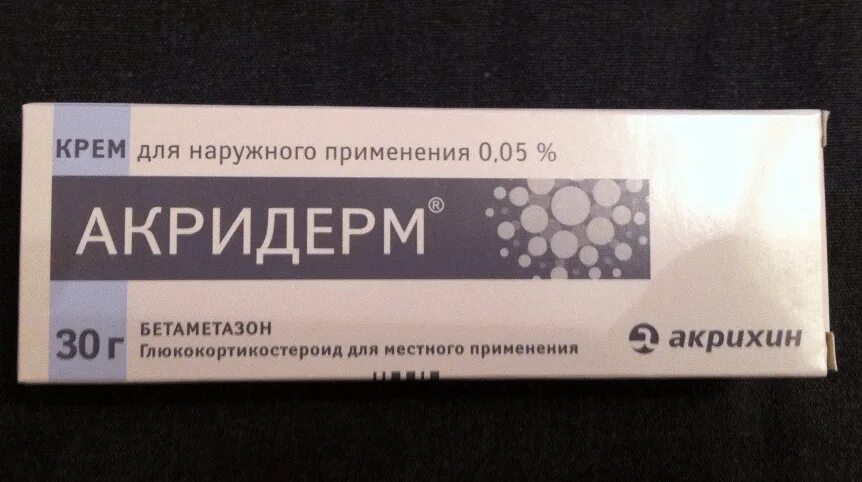 КРЕМ для наружного применения 0,05 %
АКРИДЕРМ®
30 г
БЕТАМЕТАЗОН
Глюкокортикостероид для местного применения
акрихин